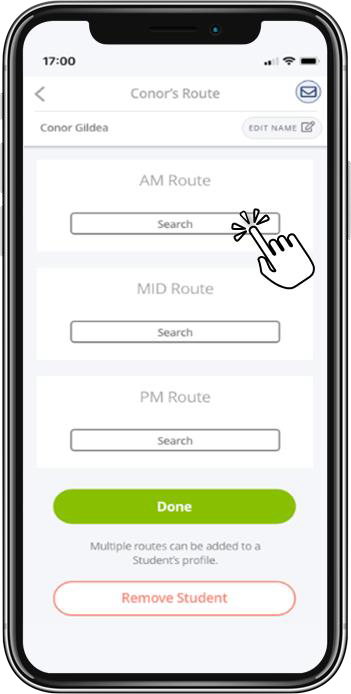 17:00
Conor's Route
Conor Gildea
EDIT NAME
AM Route
Search
MID Route
Search
PM Route
Search
Done
Multiple routes can be added to a
Student's profile.
Remove Student